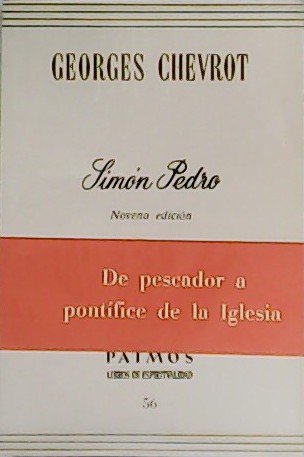 GEORGES CHEVROT
Simón Pedro
Novena edición
De pescador a
pontífice de la Iglesia
PATMOS
LIBROS DE ESPIRITUALIDAD
56